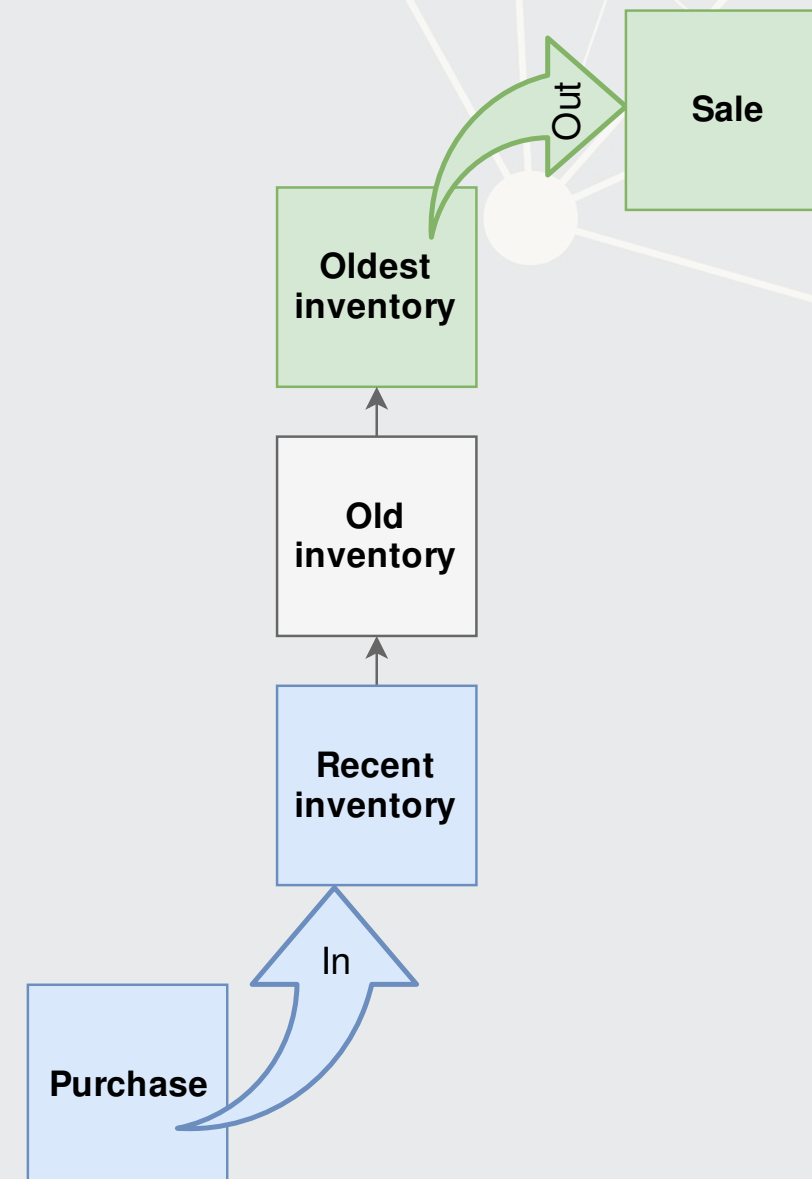 Sale
Out
Oldest
inventory
Old
inventory
Recent
inventory
In
Purchase